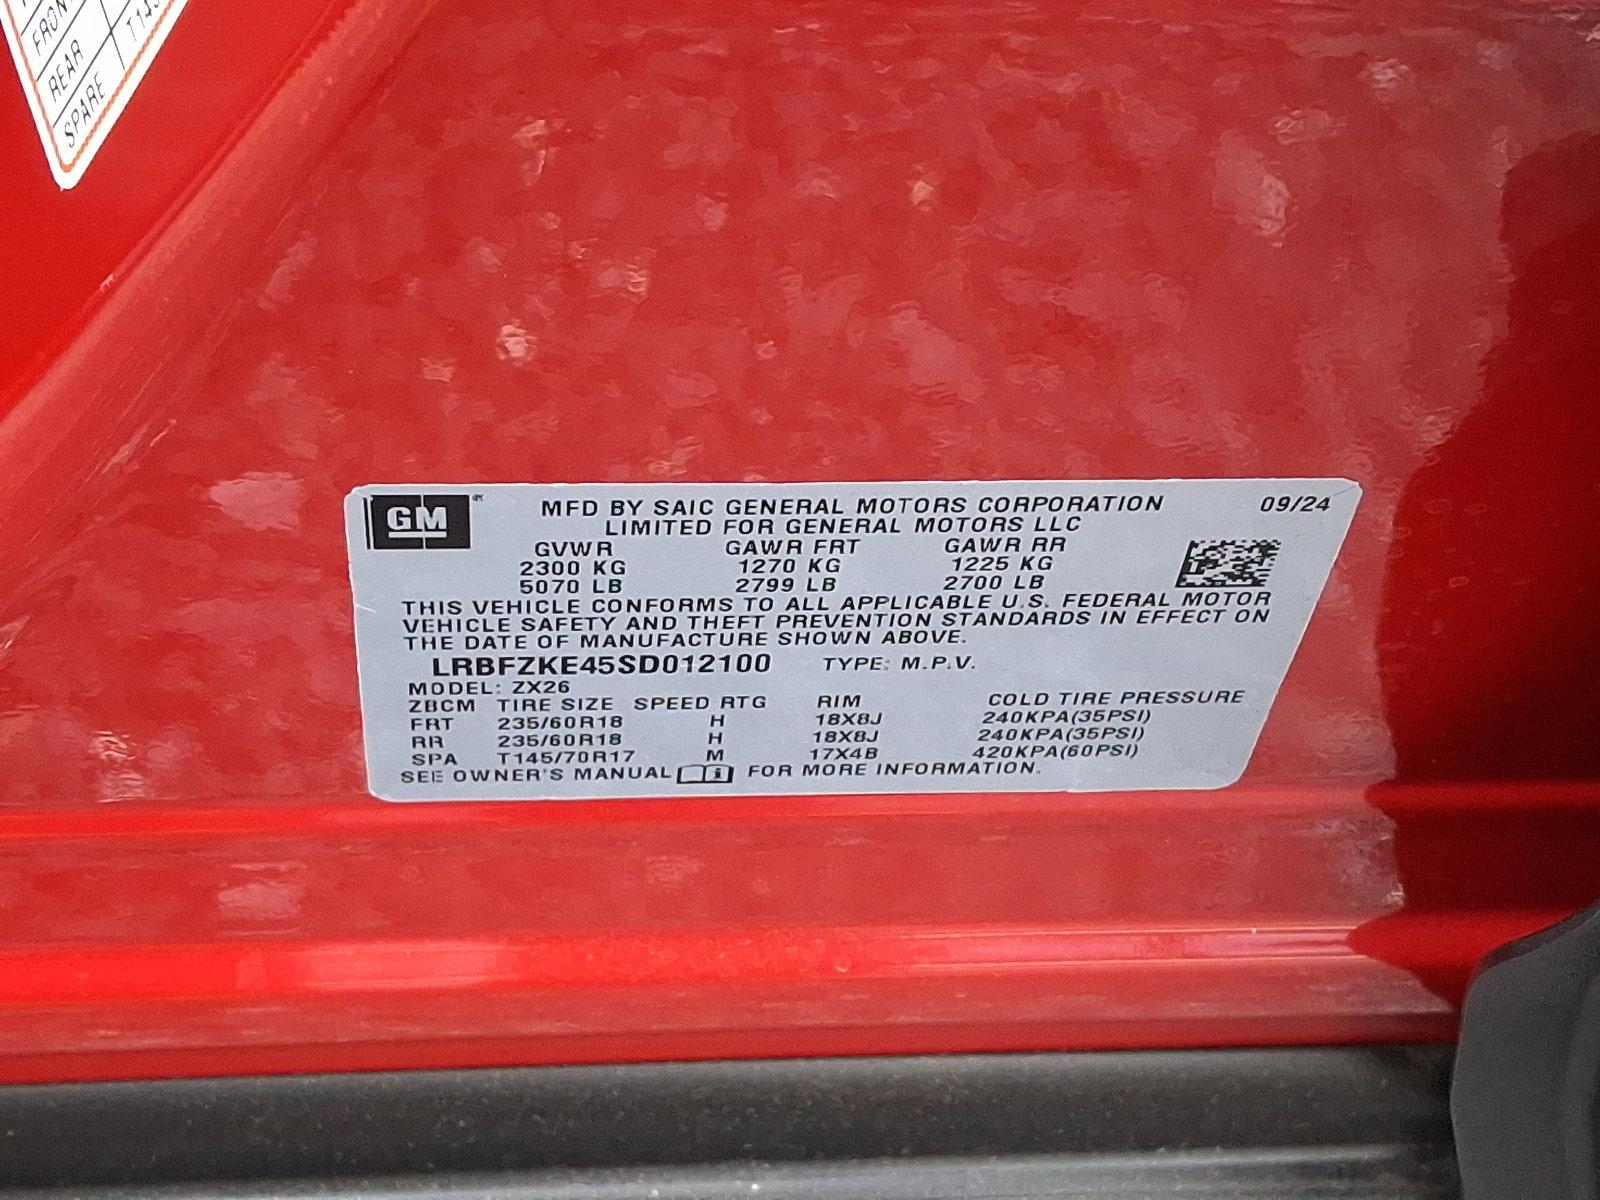 FRON
REAR
SPARE T145
GM
MFD BY SAIC GENERAL MOTORS CORPORATION 09/24
LIMITED FOR GENERAL MOTORS LLC
GVWR GAWR FRT GAWR RR
2300 KG 1270 KG 1225 KG
5070 LB 2799 LB 2700 LB
THIS VEHICLE CONFORMS TO ALL APPLICABLE U.S. FEDERAL MOTOR
VEHICLE SAFETY AND THEFT PREVENTION STANDARDS IN EFFECT ON
THE DATE OF MANUFACTURE SHOWN ABOVE.
LRBFZKE45SD012100 TYPE: M.P.V.
MODEL: ZX26
ZBCM TIRE SIZE SPEED RTG RIM COLD TIRE PRESSURE
FRT 235/60R18 H 18X8J 240KPA(35PSI)
RR 235/60R18 H 18X8J 240KPA(35PSI)
SPA T145/70R17 M 17X4B 420KPA(60PSI)
SEE OWNER'S MANUAL FOR MORE INFORMATION.